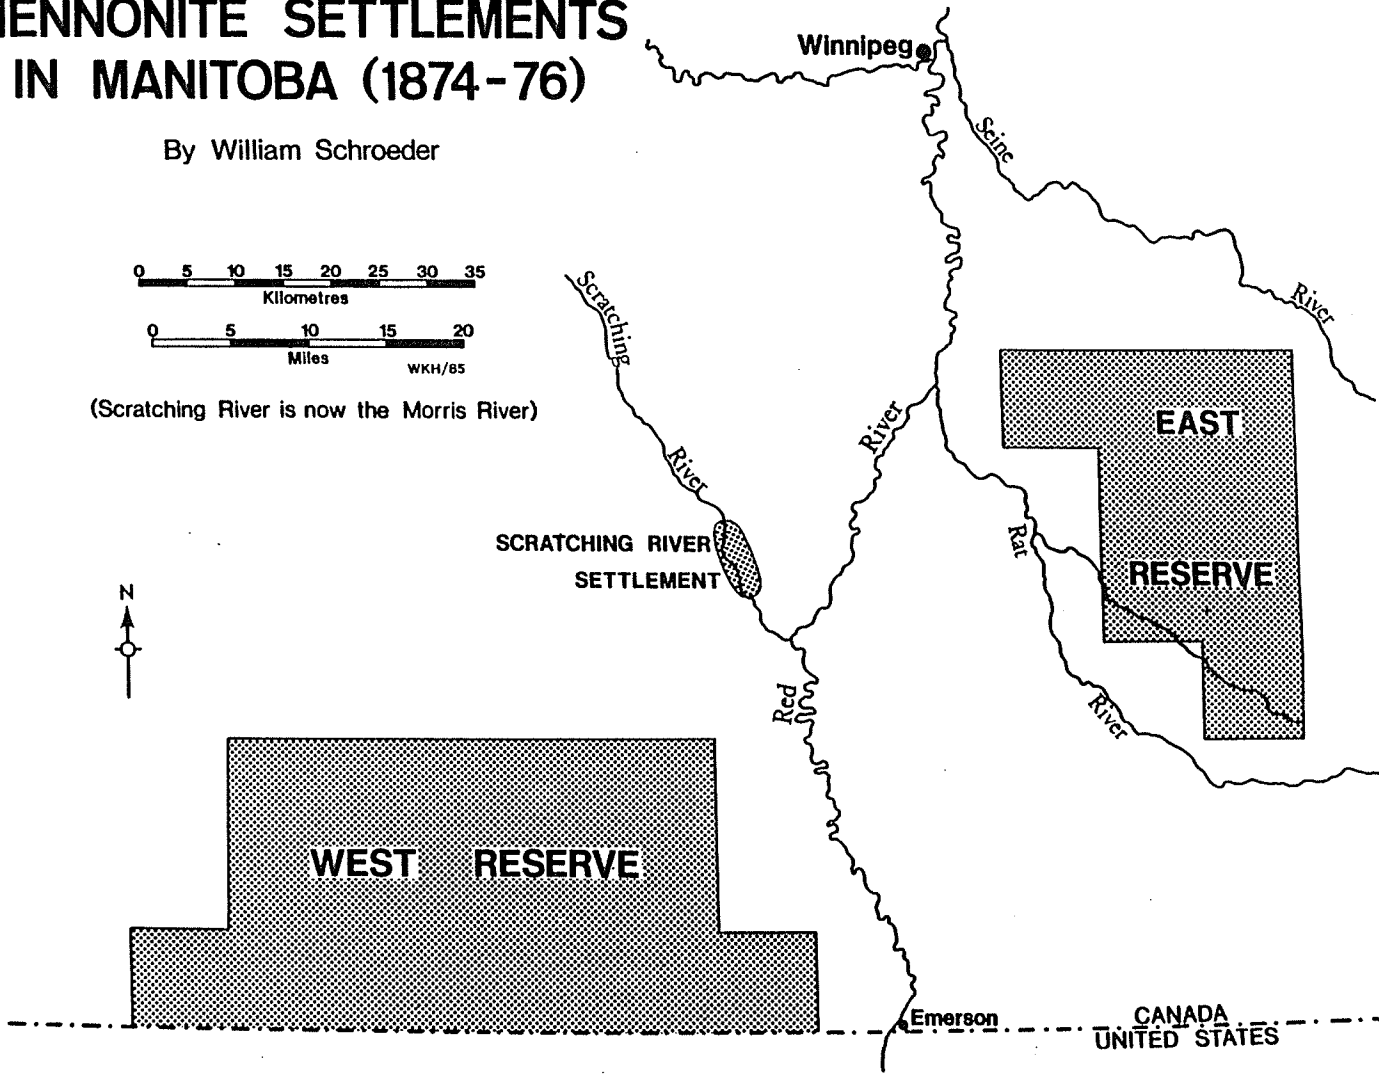 MENNONITE SETTLEMENTS
IN MANITOBA (1874-76)
By William Schroeder
Winnipeg
Seine
River
0 5 10 15 20 25 30 35
Kilometres
0 5 10 15 20
Miles
WKH/85
(Scratching River is now the Morris River)
Scratching
River
River
EAST
RESERVE
SCRATCHING RIVER
SETTLEMENT
Rat
River
N
Red
WEST RESERVE
Emerson
CANADA
UNITED STATES